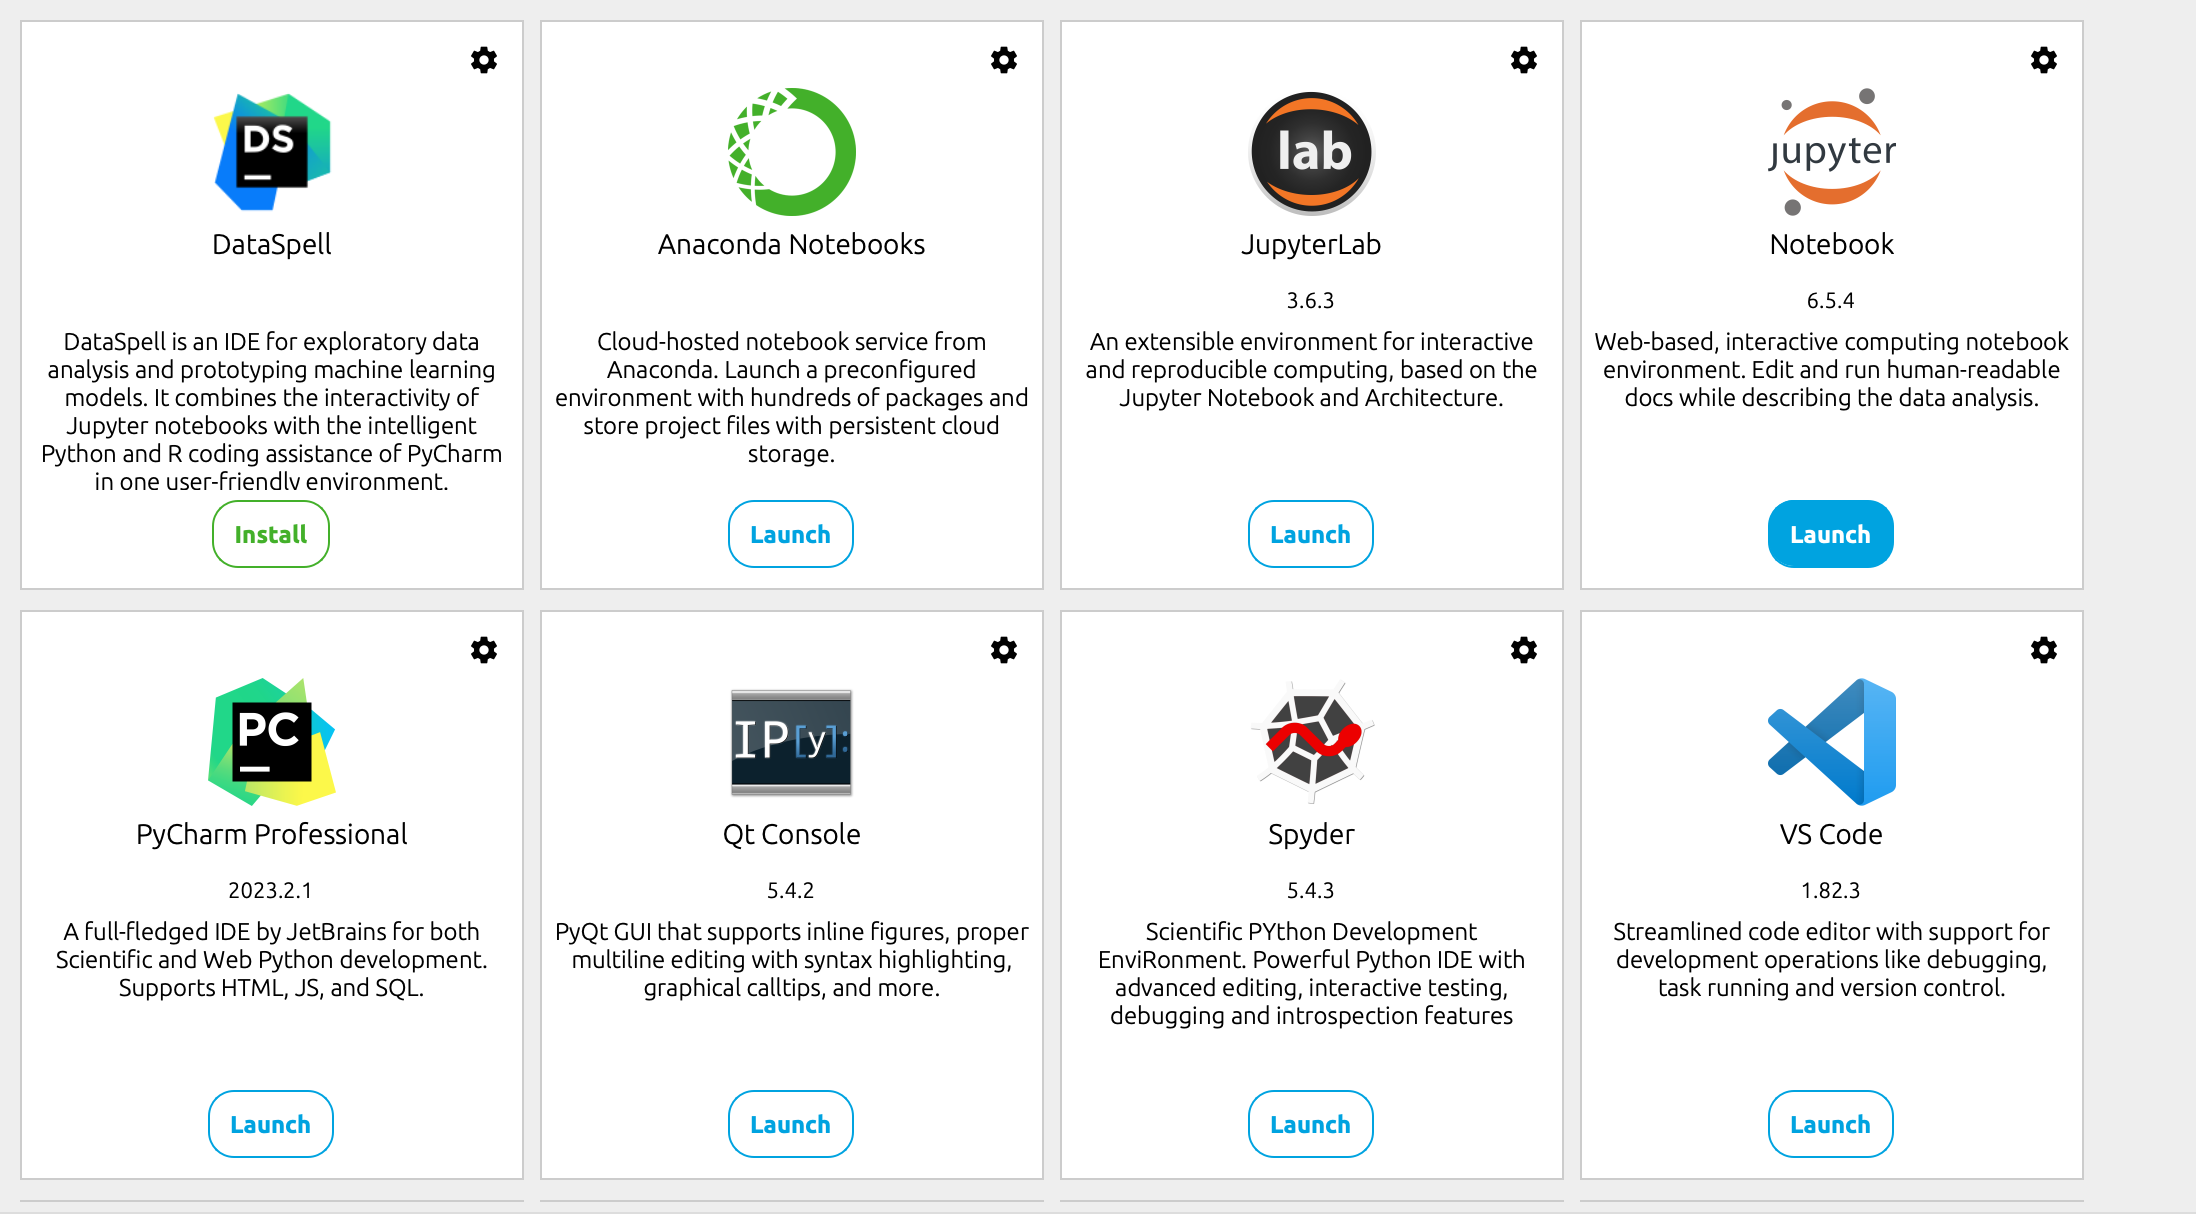 DS
DataSpell
DataSpell is an IDE for exploratory data
analysis and prototyping machine learning
models. It combines the interactivity of
Jupyter notebooks with the intelligent
Python and R coding assistance of PyCharm
in one user-friendly environment.
Install
Anaconda Notebooks
Cloud-hosted notebook service from
Anaconda. Launch a preconfigured
environment with hundreds of packages and
store project files with persistent cloud
storage.
Launch
lab
JupyterLab
3.6.3
An extensible environment for interactive
and reproducible computing, based on the
Jupyter Notebook and Architecture.
Launch
jupyter
Notebook
6.5.4
Web-based, interactive computing notebook
environment. Edit and run human-readable
docs while describing the data analysis.
Launch
PC
PyCharm Professional
2023.2.1
A full-fledged IDE by JetBrains for both
Scientific and Web Python development.
Supports HTML, JS, and SQL.
Launch
IP[y]:
Qt Console
5.4.2
PyQt GUI that supports inline figures, proper
multiline editing with syntax highlighting,
graphical calltips, and more.
Launch
Spyder
5.4.3
Scientific PYthon Development
EnviRonment. Powerful Python IDE with
advanced editing, interactive testing,
debugging and introspection features
Launch
VS Code
1.82.3
Streamlined code editor with support for
development operations like debugging,
task running and version control.
Launch